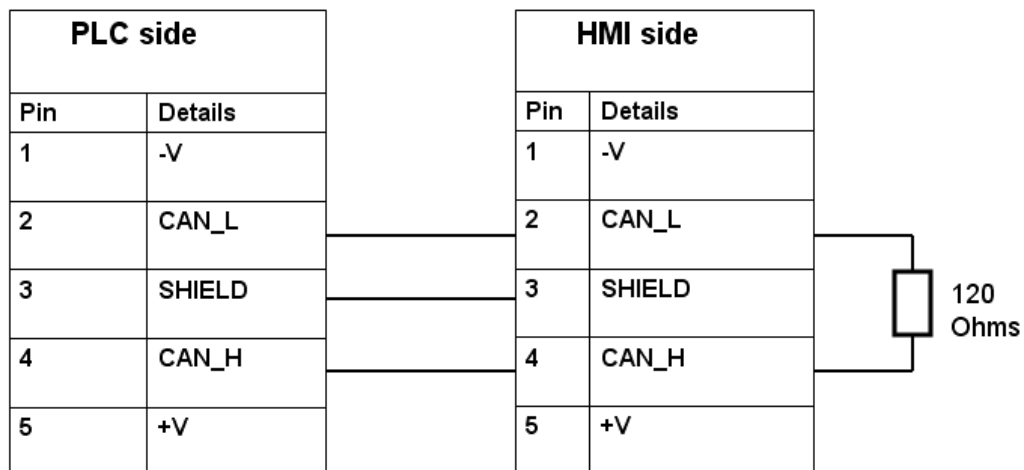 PLC side
Pin Details
1 -V
2 CAN_L
3 SHIELD
4 CAN_H
5 +V
HMI side
Pin Details
1 -V
2 CAN_L
3 SHIELD
4 CAN_H
5 +V
120
Ohms